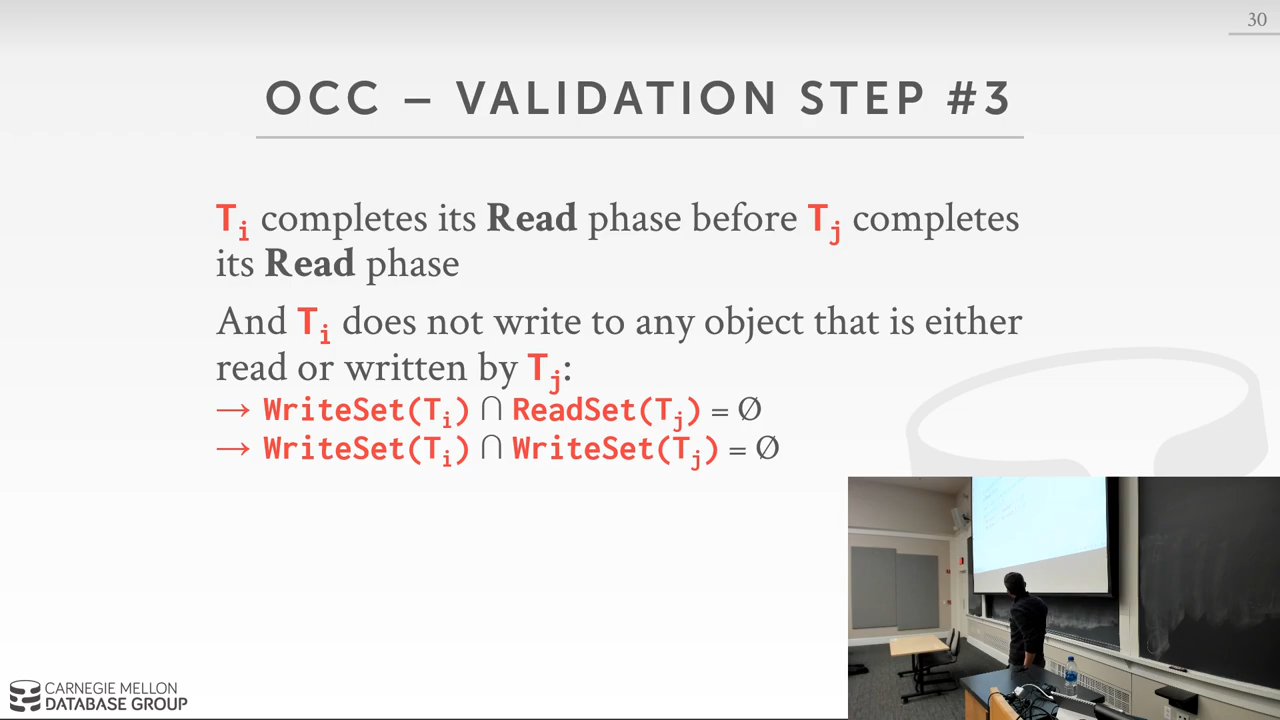 30
OCC – VALIDATION STEP #3
Tᵢ completes its Read phase before Tⱼ completes
its Read phase
And Tᵢ does not write to any object that is either
read or written by Tⱼ:
→ WriteSet(Tᵢ) ∩ ReadSet(Tⱼ) = Ø
→ WriteSet(Tᵢ) ∩ WriteSet(Tⱼ) = Ø
CARNEGIE MELLON
DATABASE GROUP